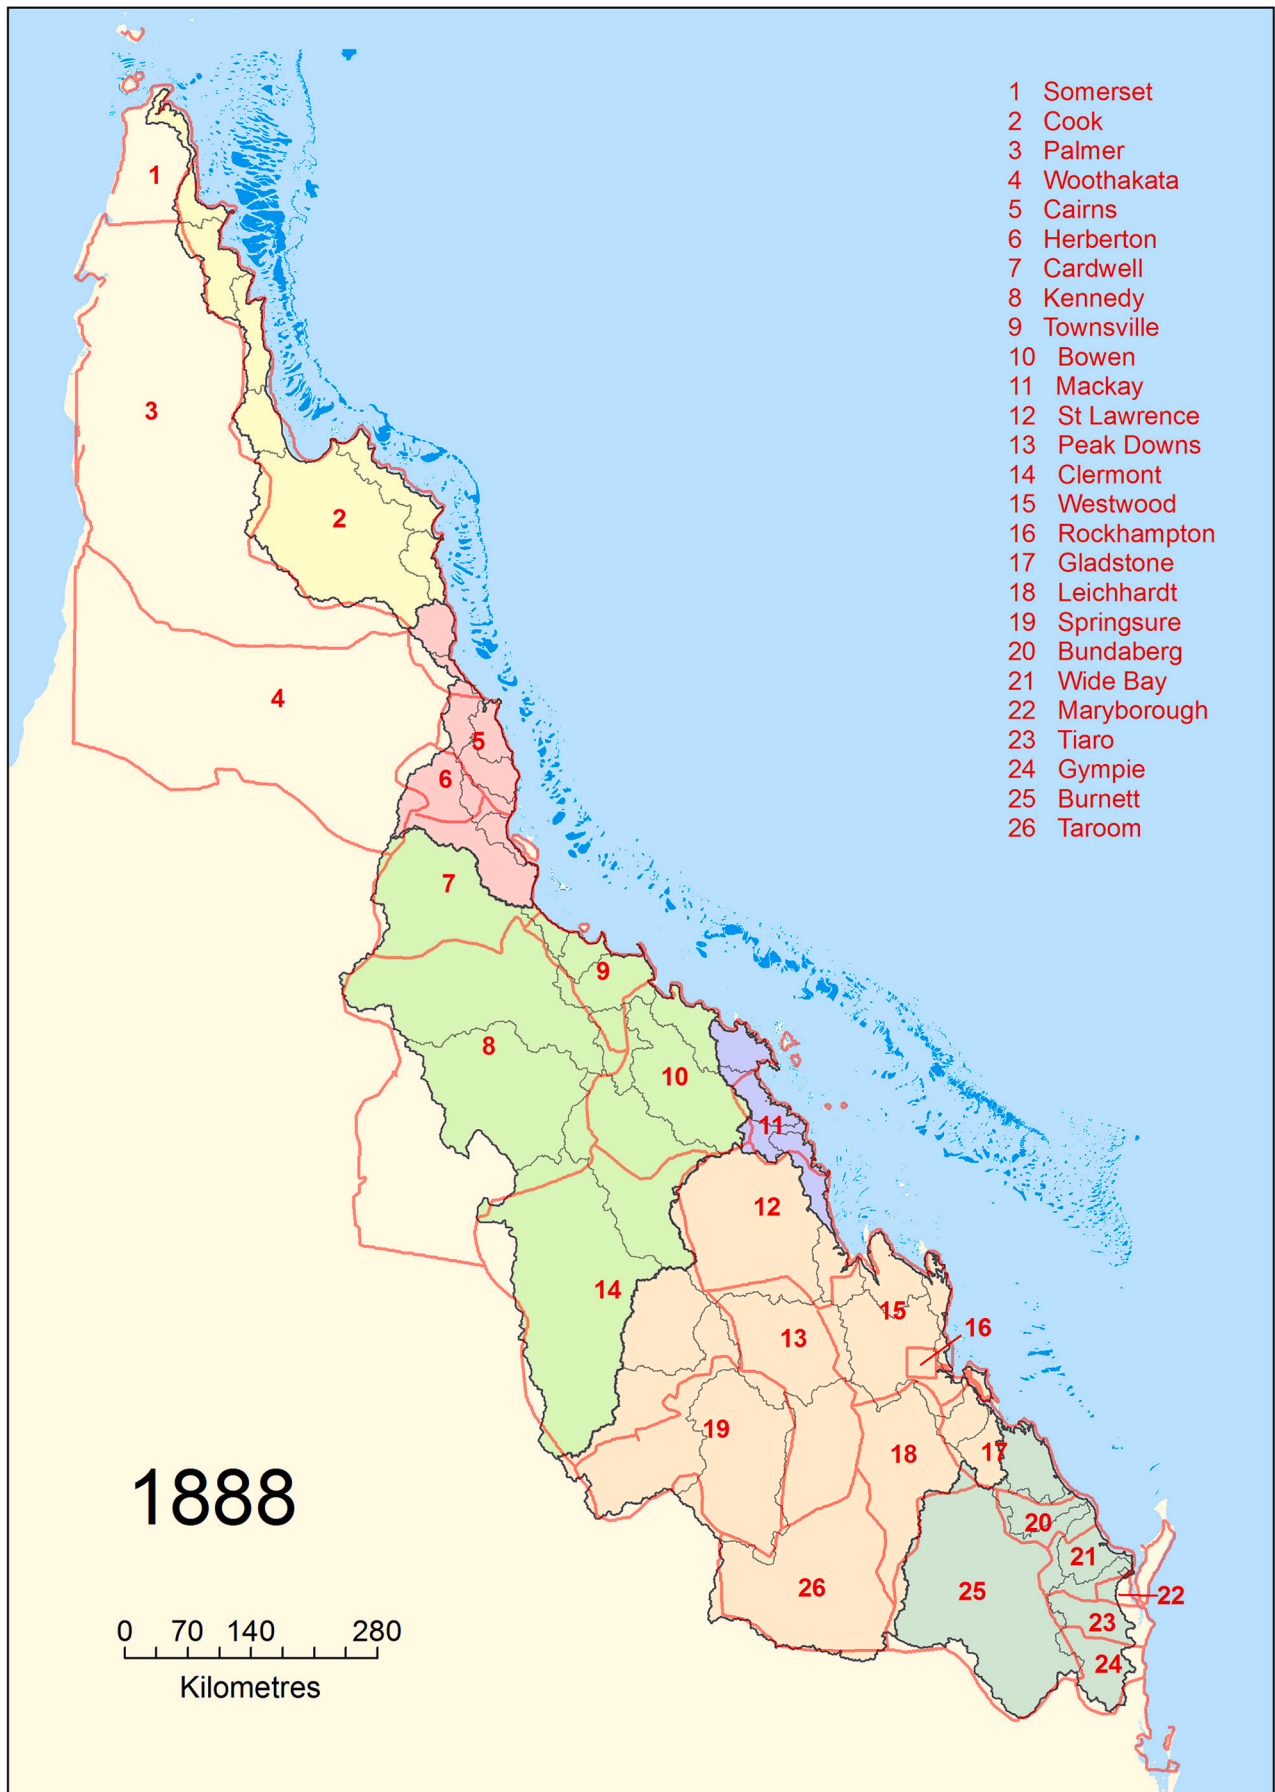 1 Somerset
2 Cook
3 Palmer
4 Woothakata
5 Cairns
6 Herberton
7 Cardwell
8 Kennedy
9 Townsville
10 Bowen
11 Mackay
12 St Lawrence
13 Peak Downs
14 Clermont
15 Westwood
16 Rockhampton
17 Gladstone
18 Leichhardt
19 Springsure
20 Bundaberg
21 Wide Bay
22 Maryborough
23 Tiaro
24 Gympie
25 Burnett
26 Taroom
1
3
2
4
5
6
7
9
8
10
11
12
14
15
16
13
19
18
17
20
21
26
25
22
23
24
1888
0 70 140 280
Kilometres